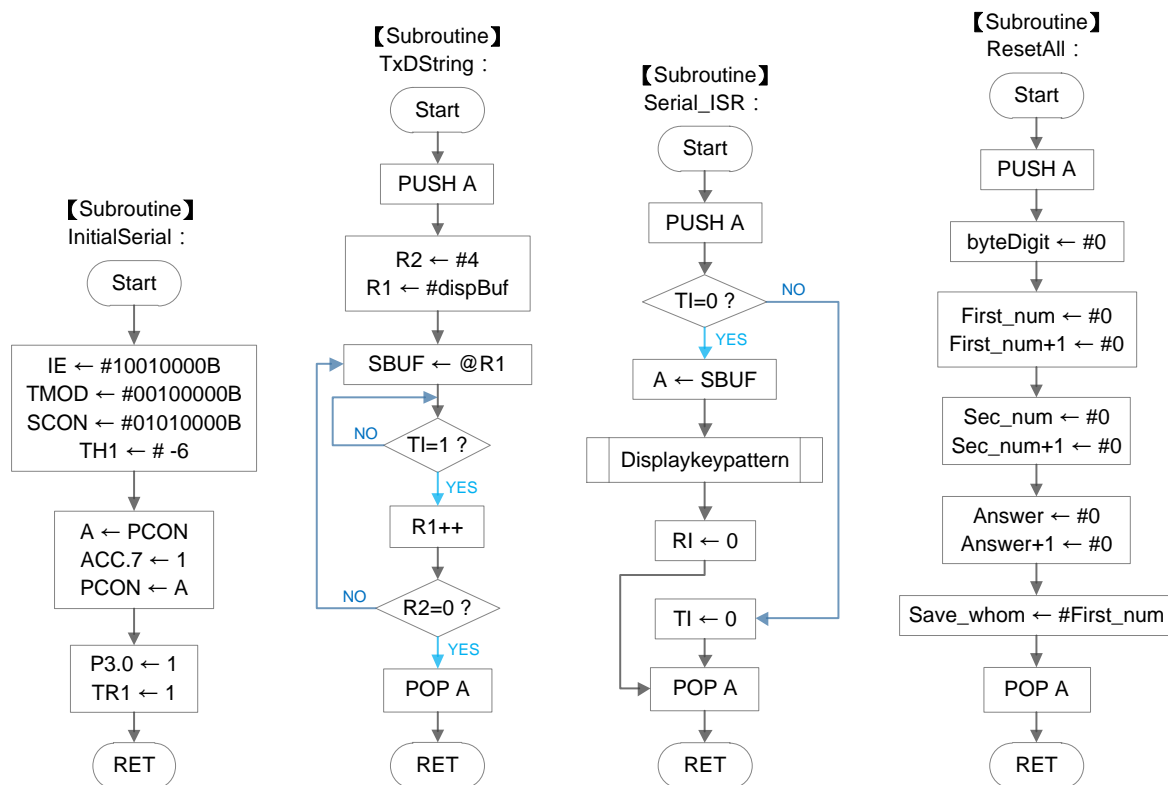 【Subroutine】
InitialSerial :
Start
IE ← #10010000B
TMOD ← #00100000B
SCON ← #01010000B
TH1 ← # -6
A ← PCON
ACC.7 ← 1
PCON ← A
P3.0 ← 1
TR1 ← 1
RET
【Subroutine】
TxDString :
Start
PUSH A
R2 ← #4
R1 ← #dispBuf
SBUF ← @R1
TI=1 ?
NO
YES
R1++
R2=0 ?
NO
YES
POP A
RET
【Subroutine】
Serial_ISR :
Start
PUSH A
TI=0 ?
NO
YES
A ← SBUF
Displaykeypattern
RI ← 0
TI ← 0
POP A
RET
【Subroutine】
ResetAll :
Start
PUSH A
byteDigit ← #0
First_num ← #0
First_num+1 ← #0
Sec_num ← #0
Sec_num+1 ← #0
Answer ← #0
Answer+1 ← #0
Save_whom ← #First_num
POP A
RET